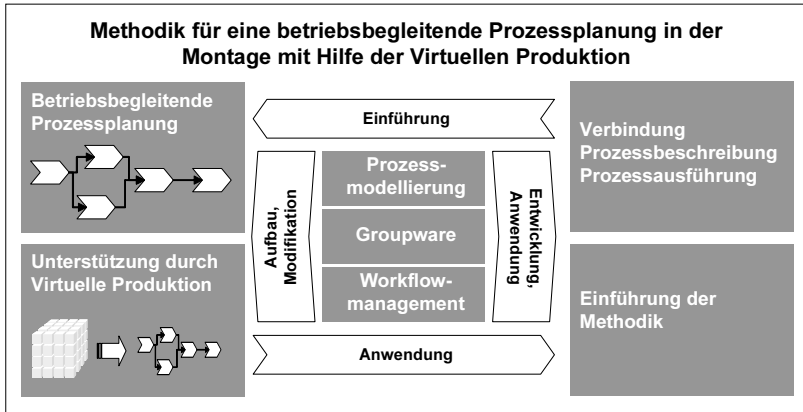 Methodik für eine betriebsbegleitende Prozessplanung in der
Montage mit Hilfe der Virtuellen Produktion
Betriebsbegleitende
Prozessplanung
Unterstützung durch
Virtuelle Produktion
Einführung
Aufbau,
Modifikation
Prozess-
modellierung
Groupware
Workflow-
management
Entwicklung,
Anwendung
Anwendung
Verbindung
Prozessbeschreibung
Prozessausführung
Einführung der
Methodik